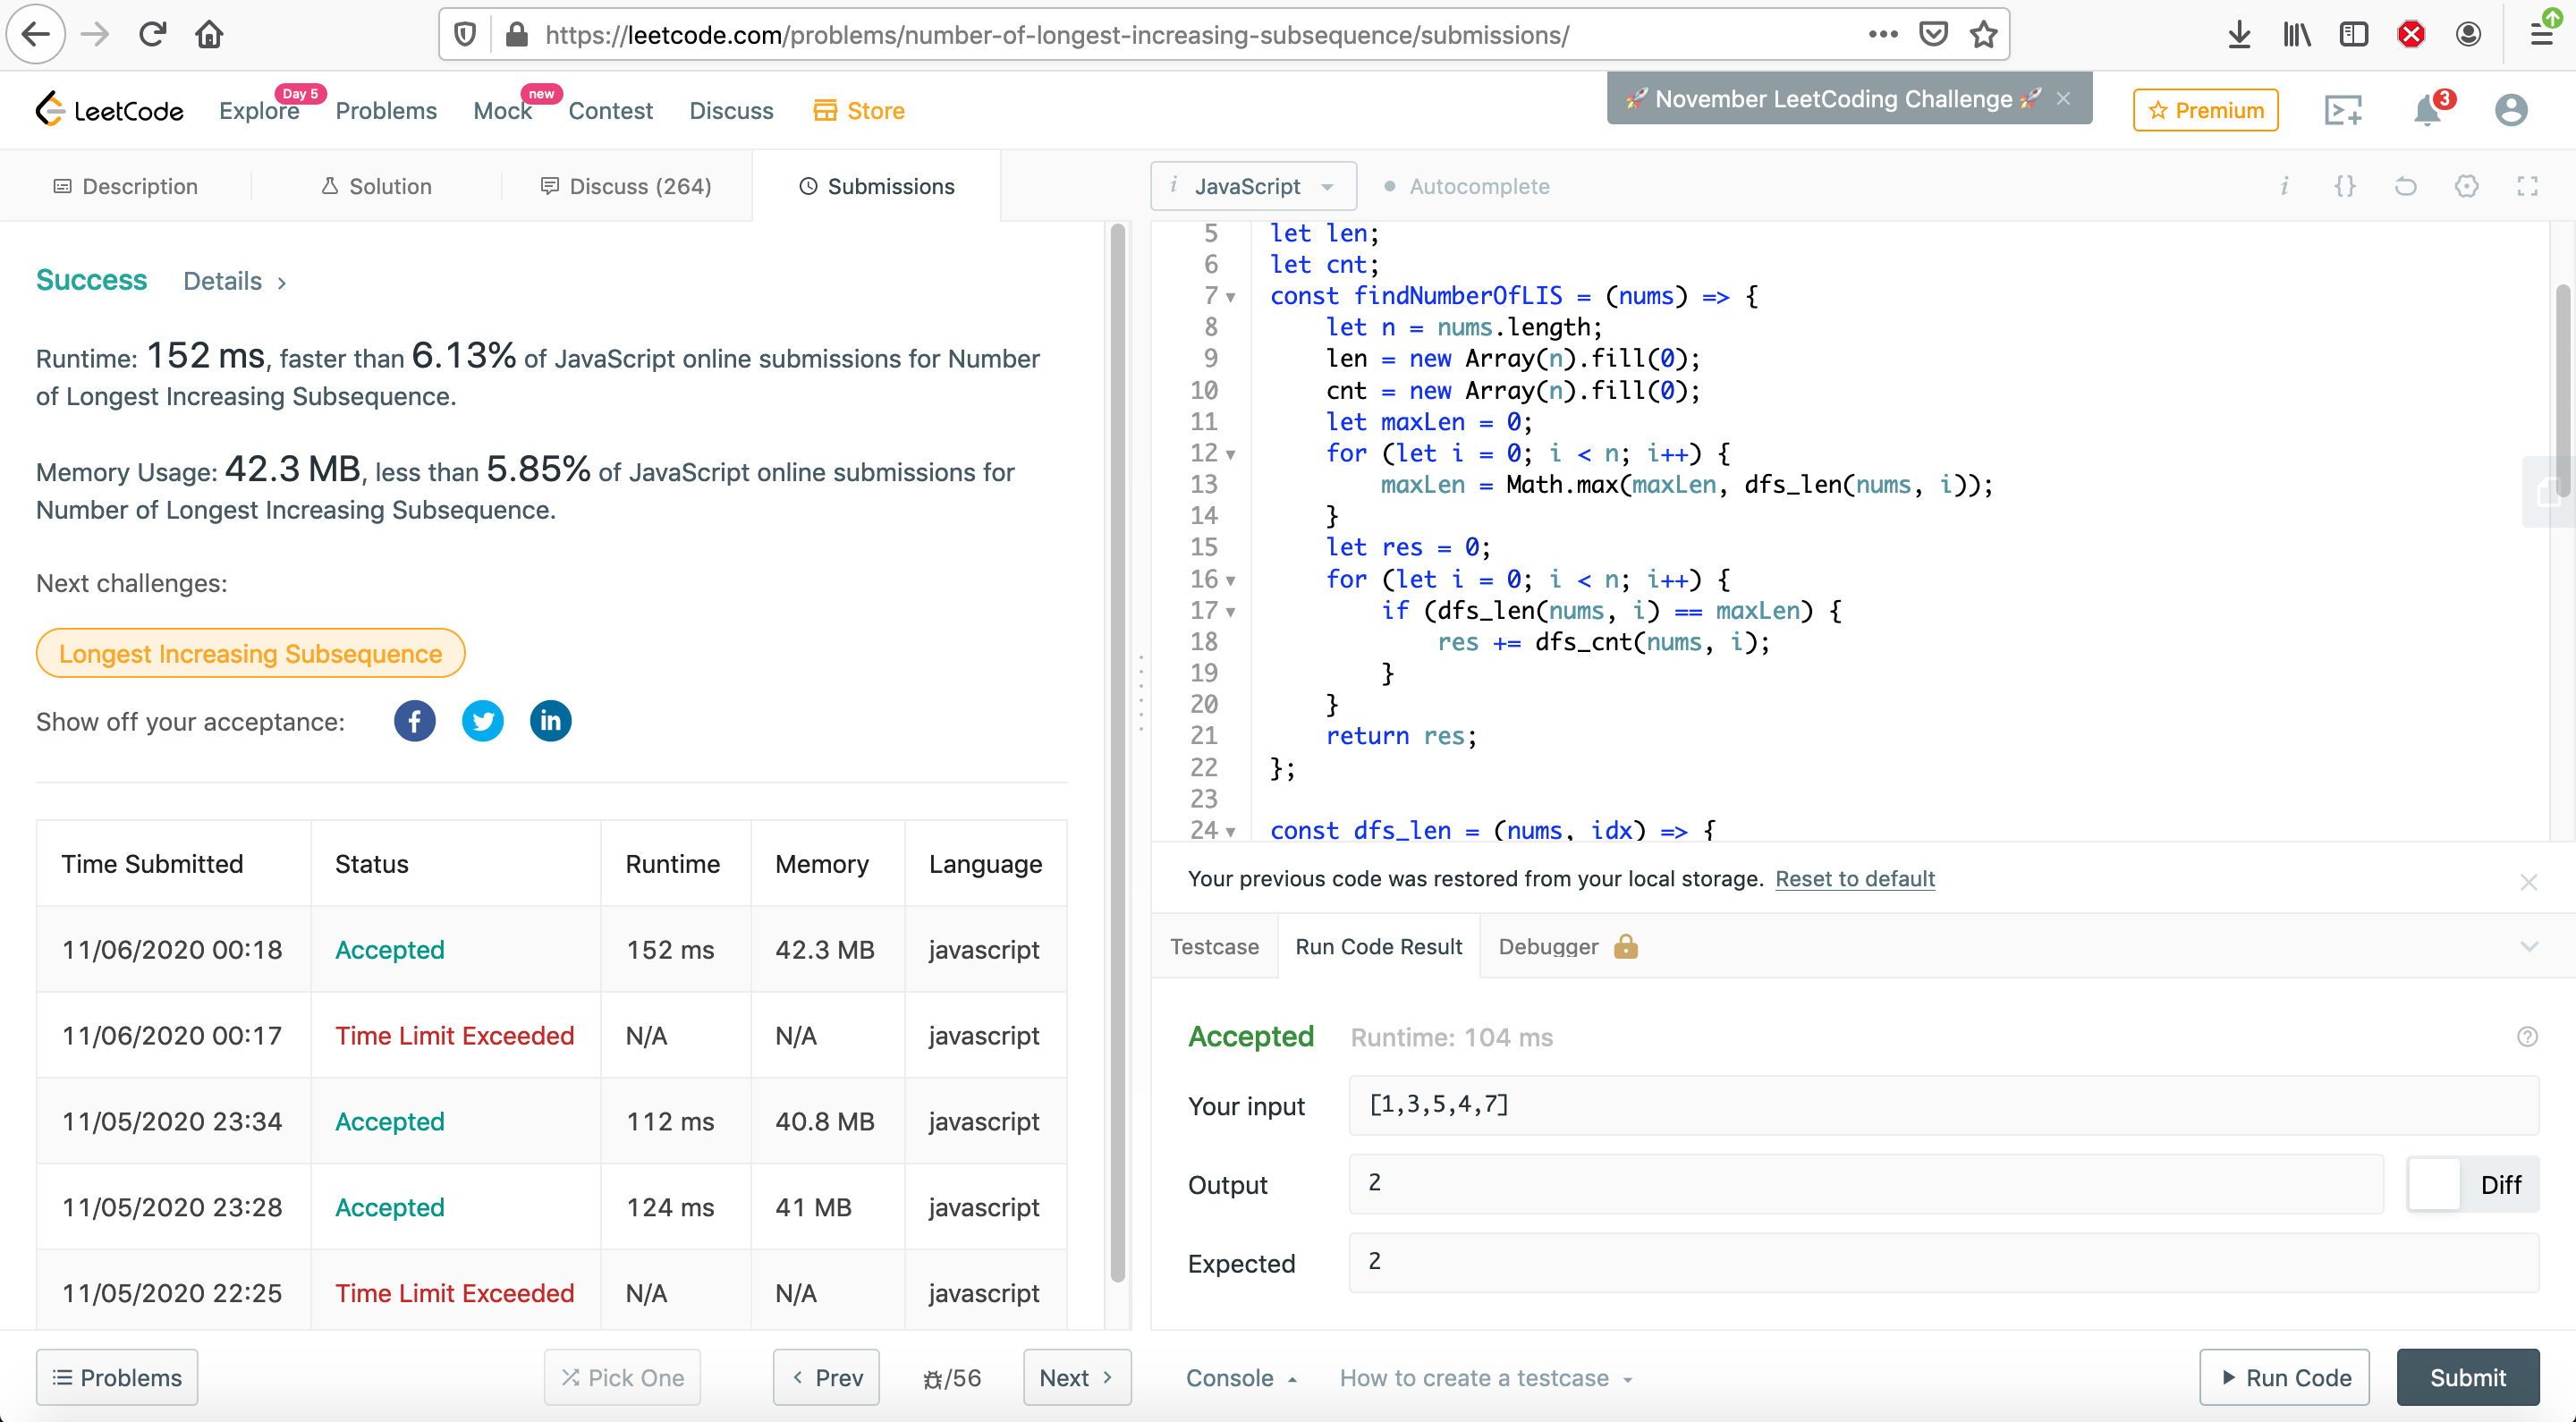 https://leetcode.com/problems/number-of-longest-increasing-subsequence/submissions/
LeetCode
Explore
Day 5
Problems
Mock
new
Contest
Discuss
Store
🚀 November LeetCoding Challenge 🚀 ×
Premium
3
Description
Solution
Discuss (264)
Submissions
Success Details >
Runtime: 152 ms, faster than 6.13% of JavaScript online submissions for Number
of Longest Increasing Subsequence.
Memory Usage: 42.3 MB, less than 5.85% of JavaScript online submissions for
Number of Longest Increasing Subsequence.
Next challenges:
Longest Increasing Subsequence
Show off your acceptance:
Time Submitted Status Runtime Memory Language
11/06/2020 00:18 Accepted 152 ms 42.3 MB javascript
11/06/2020 00:17 Time Limit Exceeded N/A N/A javascript
11/05/2020 23:34 Accepted 112 ms 40.8 MB javascript
11/05/2020 23:28 Accepted 124 ms 41 MB javascript
11/05/2020 22:25 Time Limit Exceeded N/A N/A javascript
Problems
Pick One
< Prev
/56
Next >
i JavaScript
Autocomplete
i {}
5 let len;
6 let cnt;
7 const findNumberOfLIS = (nums) => {
8 let n = nums.length;
9 len = new Array(n).fill(0);
10 cnt = new Array(n).fill(0);
11 let maxLen = 0;
12 for (let i = 0; i < n; i++) {
13 maxLen = Math.max(maxLen, dfs_len(nums, i));
14 }
15 let res = 0;
16 for (let i = 0; i < n; i++) {
17 if (dfs_len(nums, i) == maxLen) {
18 res += dfs_cnt(nums, i);
19 }
20 }
21 return res;
22 };
23
24 const dfs_len = (nums, idx) => {
Your previous code was restored from your local storage. Reset to default
Testcase
Run Code Result
Debugger
Accepted Runtime: 104 ms
Your input [1,3,5,4,7]
Output 2
Diff
Expected 2
Console
How to create a testcase
Run Code
Submit